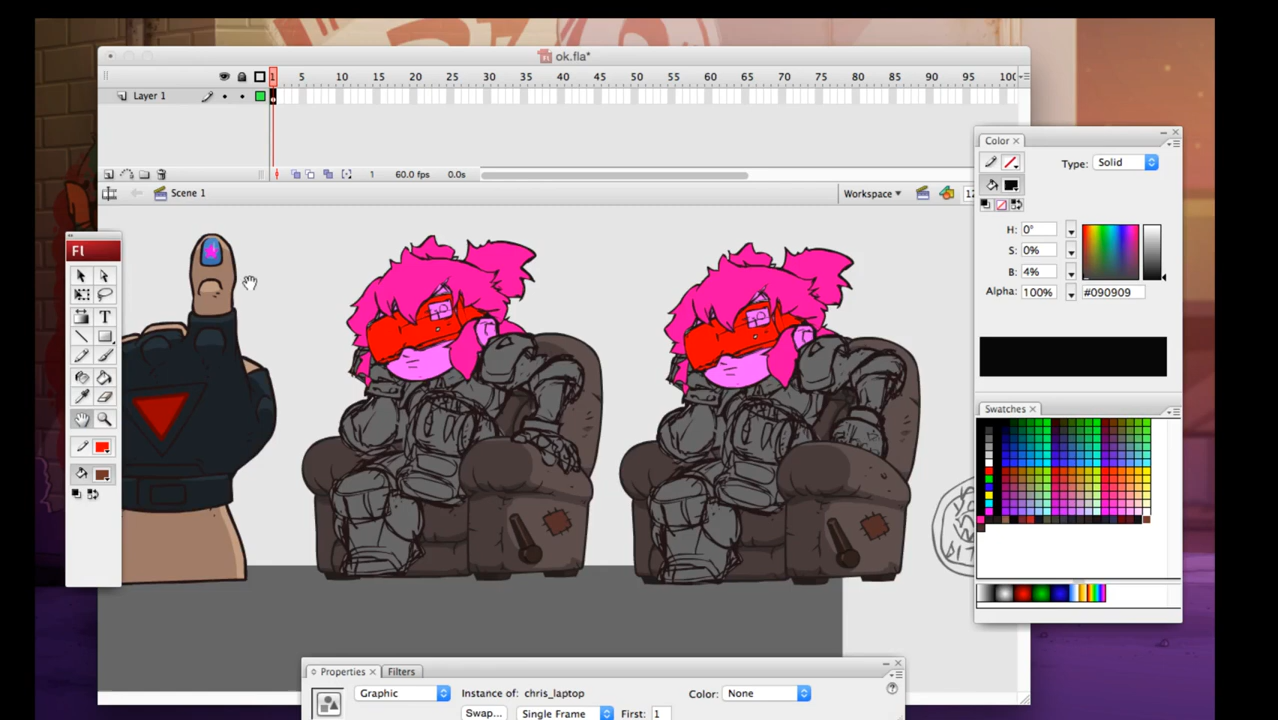 ok.fla*
1 5 10 15 20 25 30 35 40 45 50 55 60 65 70 75 80 85 90 95 100
Layer 1
1 60.0 fps 0.0s
Scene 1
Workspace ▾
Color
Type: Solid
H: 0°
S: 0%
B: 4%
Alpha: 100% #090909
Fl
T
Swatches
Properties Filters
Graphic
Instance of: chris_laptop
Color: None
Swap...
Single Frame
First: 1